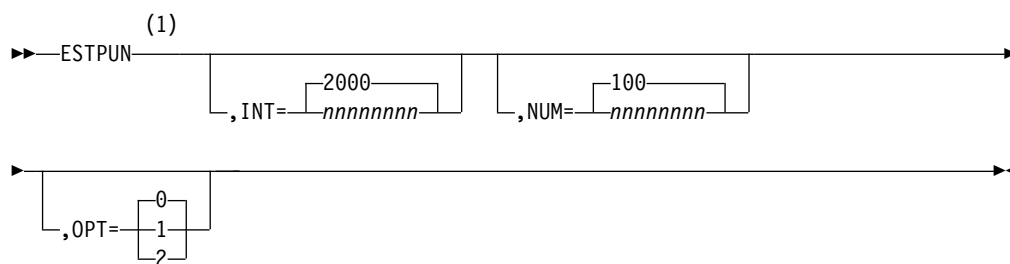 (1)
ESTPUN
2000
100
,INT= nnnnnnnn ,NUM= nnnnnnnn
0
,OPT= 1
2